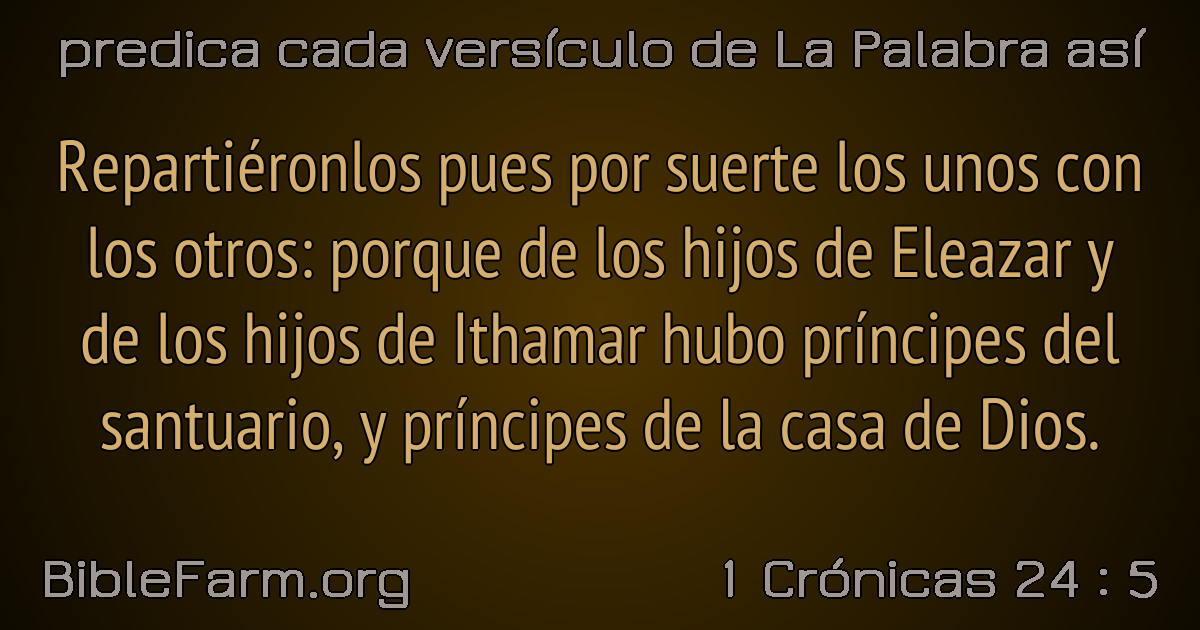 predica cada versículo de La Palabra así
Repartiéronlos pues por suerte los unos con
los otros: porque de los hijos de Eleazar y
de los hijos de Ithamar hubo príncipes del
santuario, y príncipes de la casa de Dios.
BibleFarm.org
1 Crónicas 24 : 5